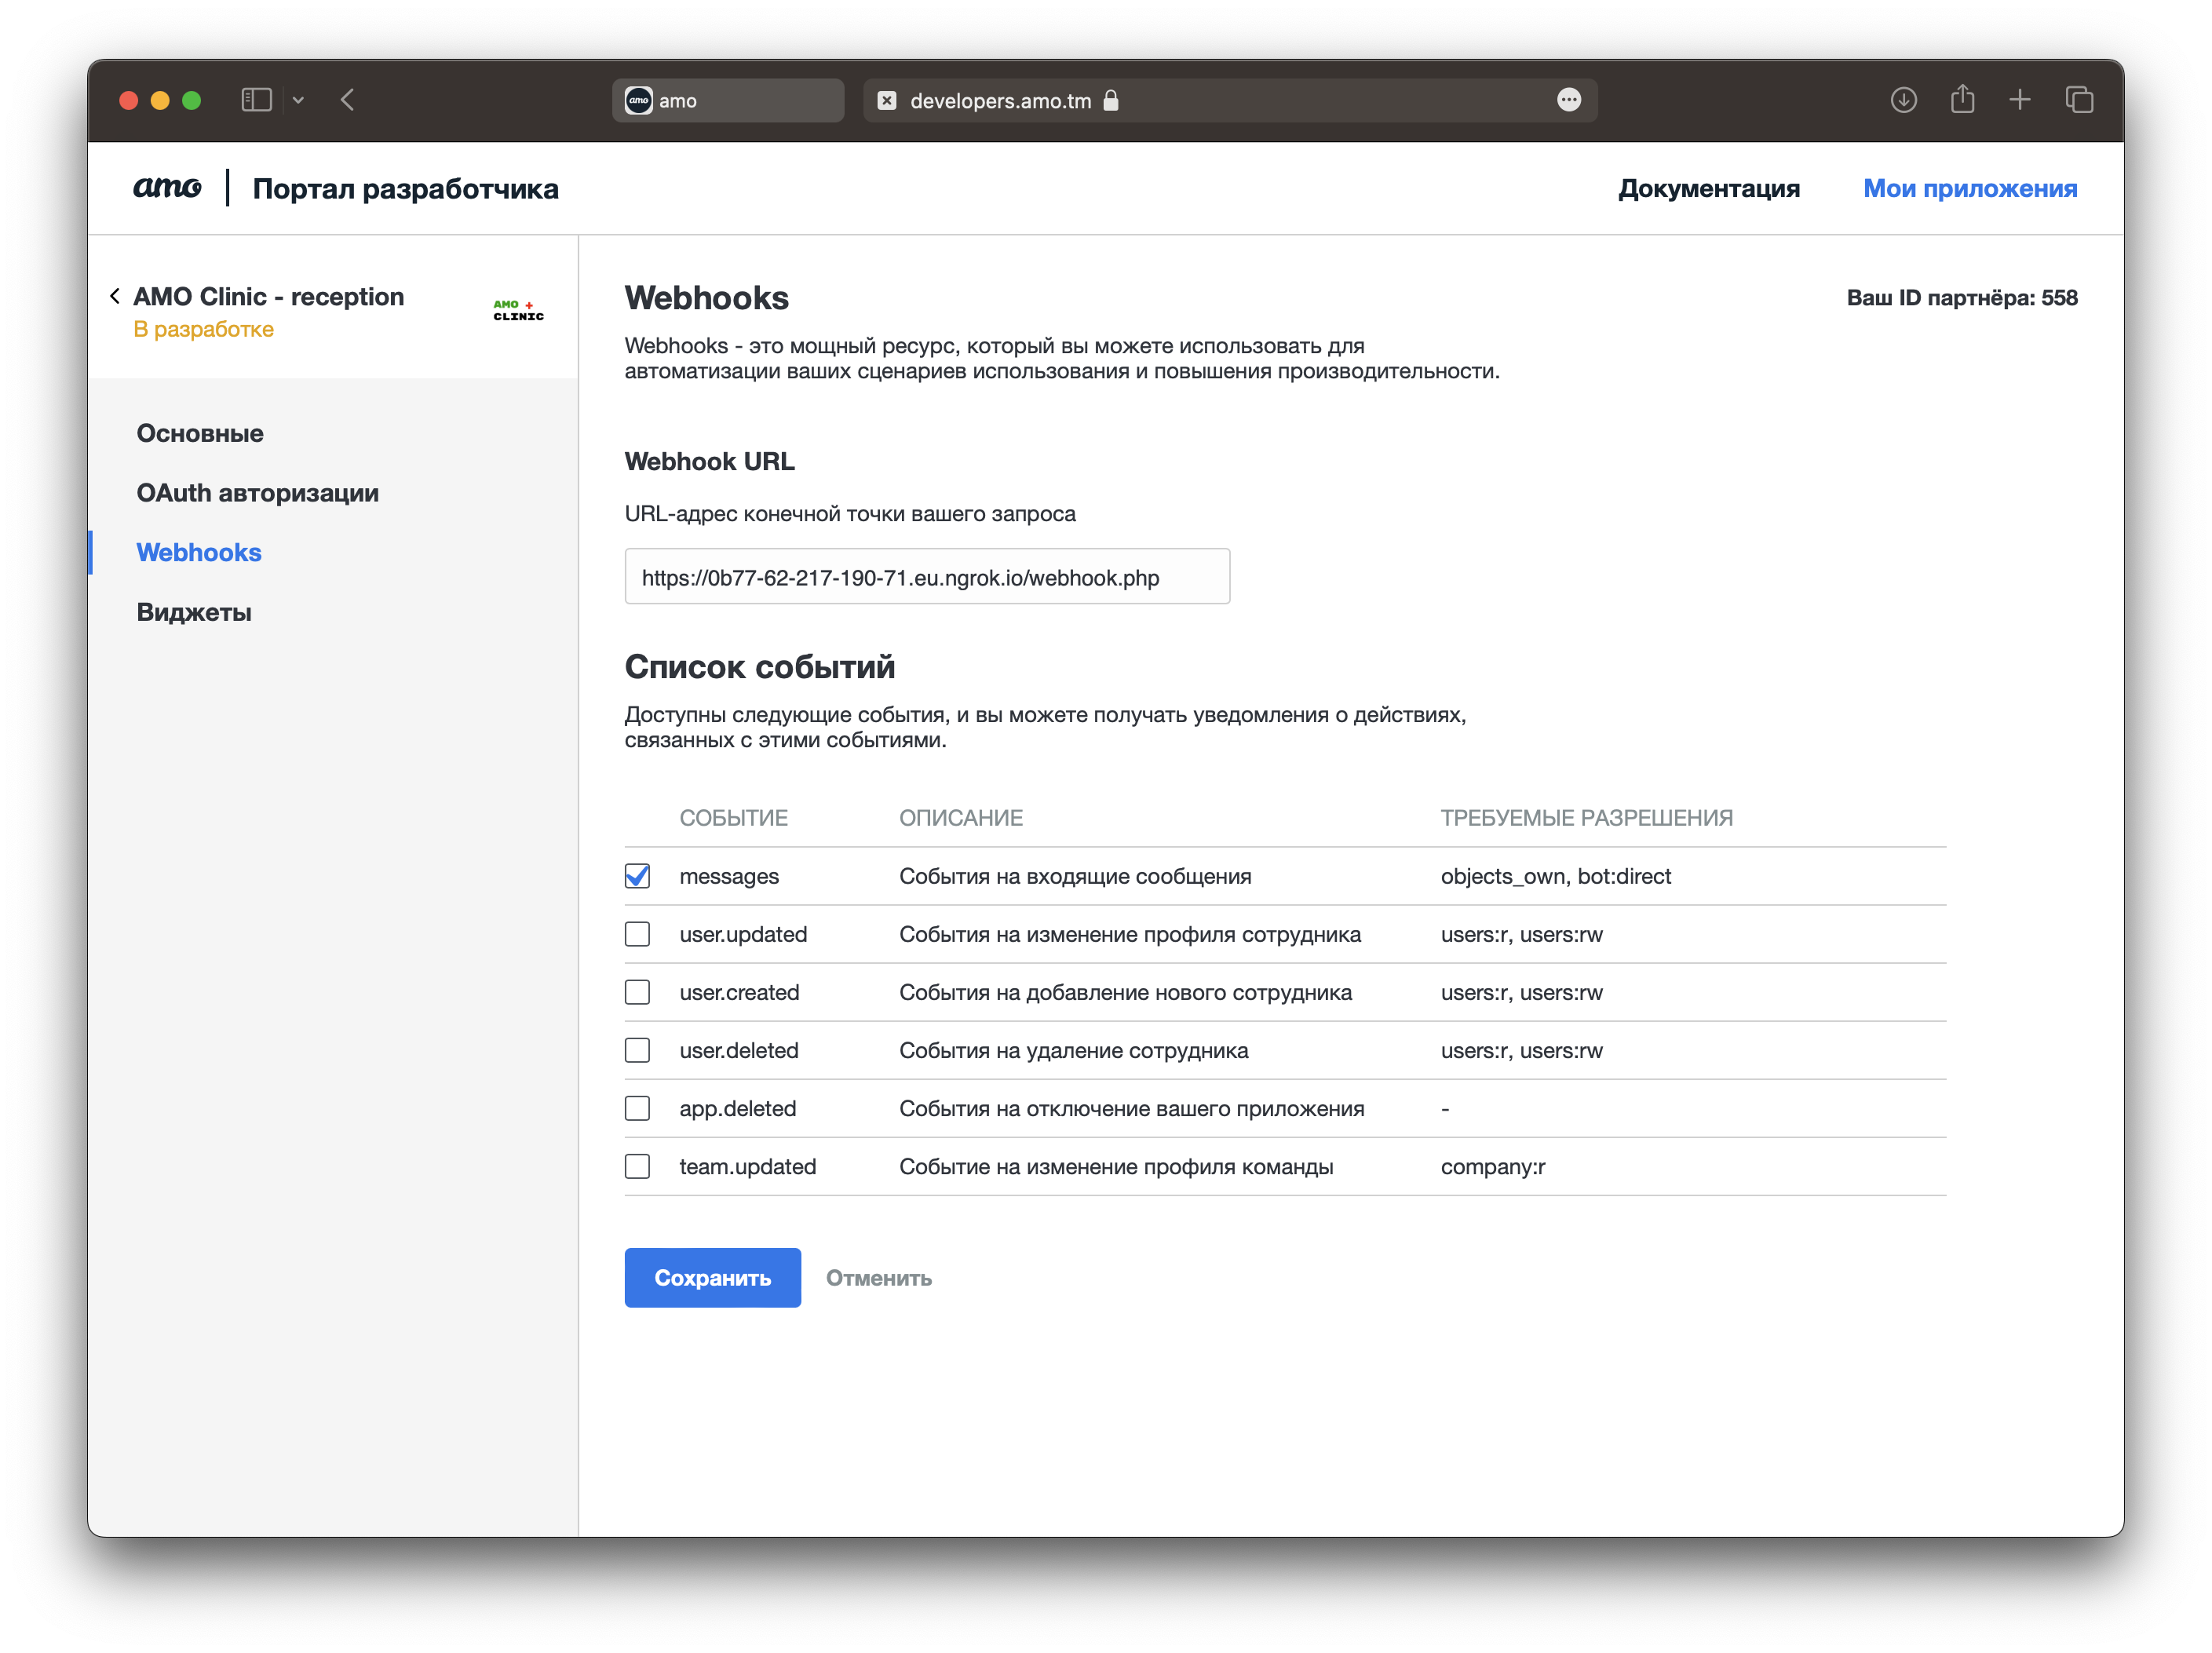 amo
developers.amo.tm
amo
Портал разработчика
Документация
Мои приложения
AMO Clinic - reception
В разработке
AMO +
CLINIC
Основные
OAuth авторизации
Webhooks
Виджеты
Webhooks
Ваш ID партнёра: 558
Webhooks - это мощный ресурс, который вы можете использовать для
автоматизации ваших сценариев использования и повышения производительности.
Webhook URL
URL-адрес конечной точки вашего запроса
https://0b77-62-217-190-71.eu.ngrok.io/webhook.php
Список событий
Доступны следующие события, и вы можете получать уведомления о действиях,
связанных с этими событиями.
СОБЫТИЕ ОПИСАНИЕ ТРЕБУЕМЫЕ РАЗРЕШЕНИЯ
messages События на входящие сообщения objects_own, bot:direct
user.updated События на изменение профиля сотрудника users:r, users:rw
user.created События на добавление нового сотрудника users:r, users:rw
user.deleted События на удаление сотрудника users:r, users:rw
app.deleted События на отключение вашего приложения -
team.updated Событие на изменение профиля команды company:r
Сохранить
Отменить